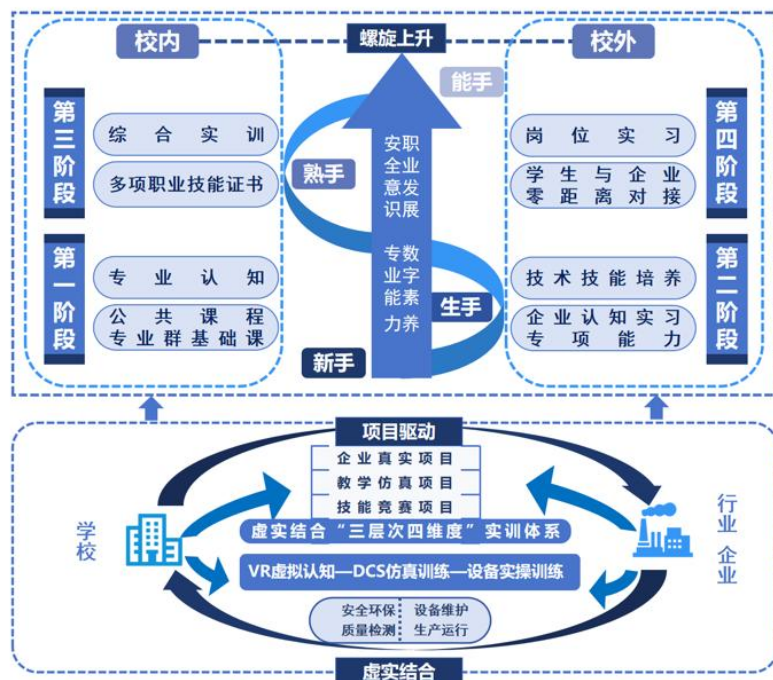 校内
螺旋上升
校外
能手
第三阶段
综合实训
多项职业技能证书
熟手
安全意识
职业发展
岗位实习
学生与企业
零距离对接
第四阶段
第一阶段
专业认知
公共课程
专业群基础课
专业能力
数字素养
生手
新手
技术技能培养
企业认知实习
专项能力
第二阶段
项目驱动
企业真实项目
教学仿真项目
技能竞赛项目
学校
行业 企业
虚实结合“三层次四维度”实训体系
VR虚拟认知—DCS仿真训练—设备实操训练
安全环保 设备维护
质量检测 生产运行
虚实结合